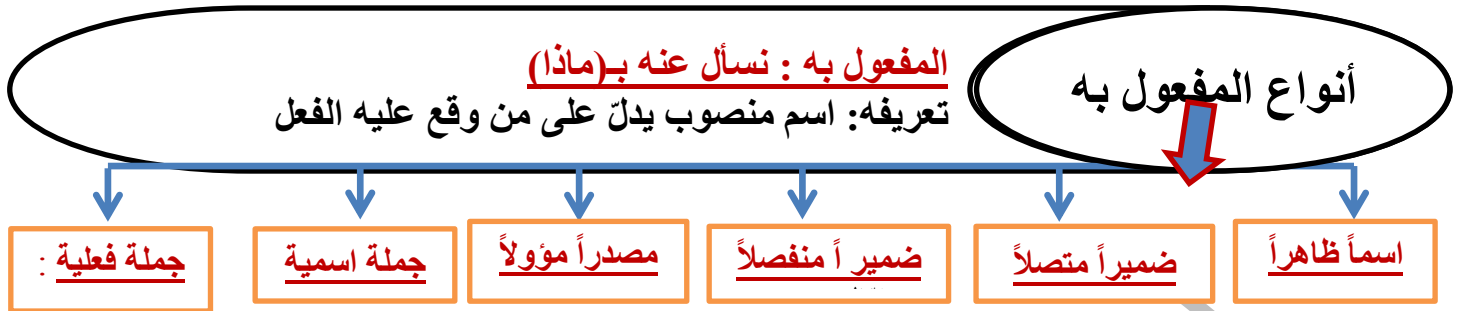 أنواع المفعول به
المفعول به : نسأل عنه بـ(ماذا)
تعريفه: اسم منصوب يدلّ على من وقع عليه الفعل
اسماً ظاهراً
ضميراً متصلاً
ضمير اً منفصلاً
مصدراً مؤولاً
جملة اسمية
جملة فعلية :